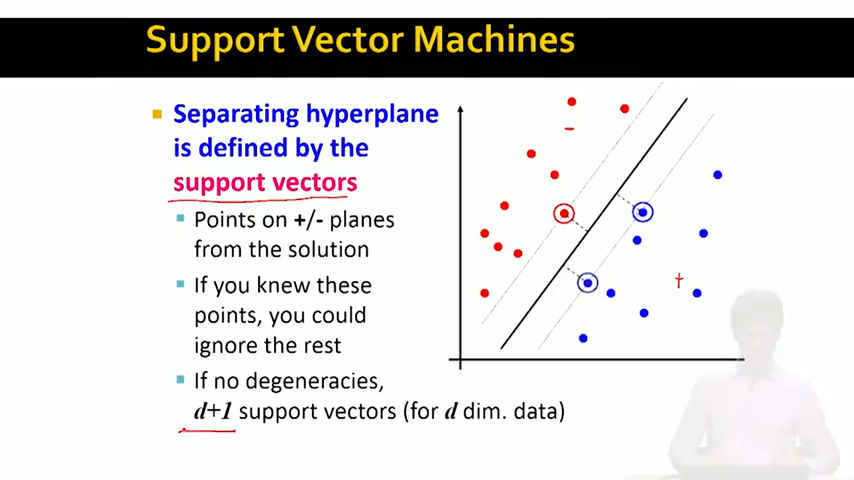 Support Vector Machines
Separating hyperplane
is defined by the
support vectors
Points on +/- planes
from the solution
If you knew these
points, you could
ignore the rest
If no degeneracies,
d+1 support vectors (for d dim. data)
-
+